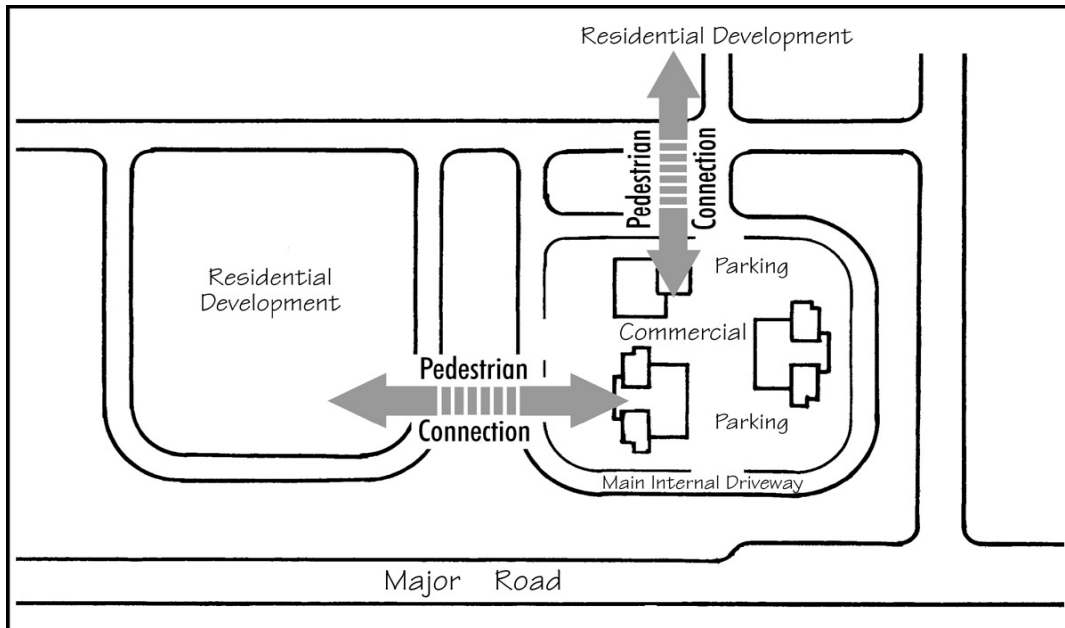 Residential Development
Pedestrian
Connection
Parking
Residential
Development
Commercial
Pedestrian
Connection
Parking
Main Internal Driveway
Major Road